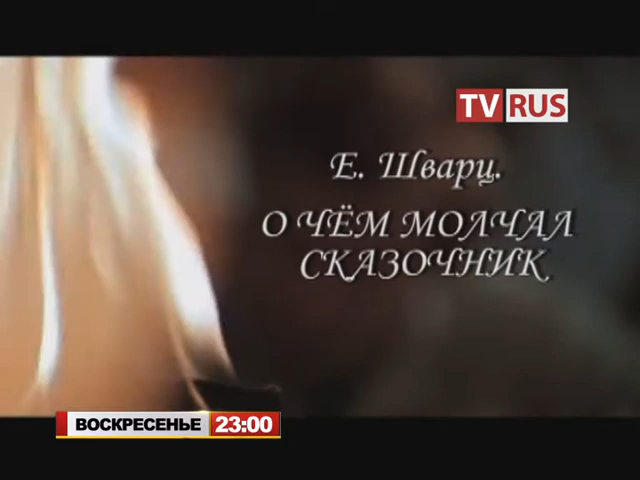 TV RUS
Е. Шварц.
О ЧЁМ МОЛЧАЛ
СКАЗОЧНИК
ВОСКРЕСЕНЬЕ 23:00